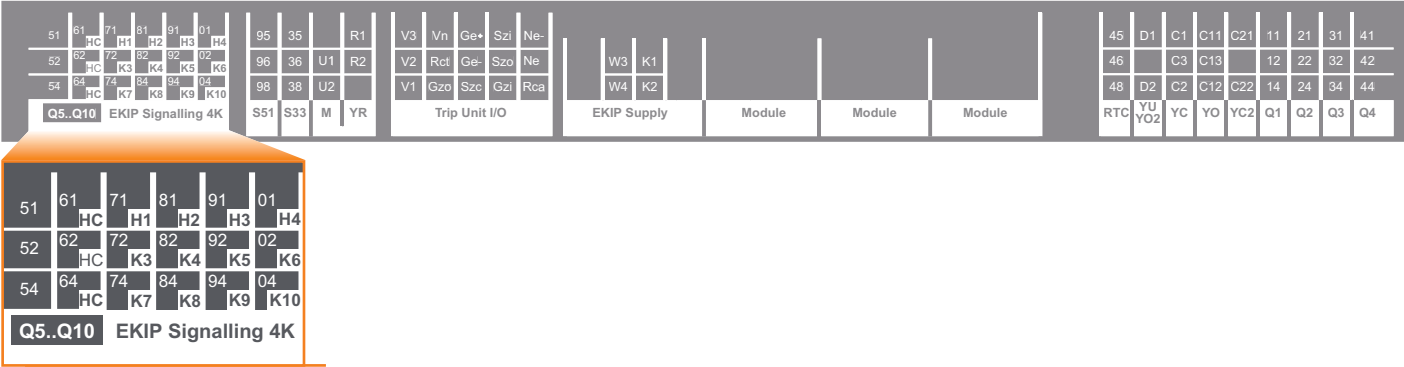 51 61 HC 71 H1 81 H2 91 H3 01 H4 95 35 R1 V3 Vn Ge♦ Szi Ne- 45 D1 C1 C11 C21 11 21 31 41
52 62 HC 72 K3 82 K4 92 K5 02 K6 96 36 U1 R2 V2 Rct Ge- Szo Ne W3 K1 46 C3 C13 12 22 32 42
54 64 HC 74 K7 84 K8 94 K9 04 K10 98 38 U2 V1 Gzo Szc Gzi Rca W4 K2 48 D2 C2 C12 C22 14 24 34 44
Q5..Q10 EKIP Signalling 4K S51 S33 M YR Trip Unit I/O EKIP Supply Module Module Module RTC YU YO2 YC YO YC2 Q1 Q2 Q3 Q4
51 61 HC 71 H1 81 H2 91 H3 01 H4
52 62 HC 72 K3 82 K4 92 K5 02 K6
54 64 HC 74 K7 84 K8 94 K9 04 K10
Q5..Q10 EKIP Signalling 4K